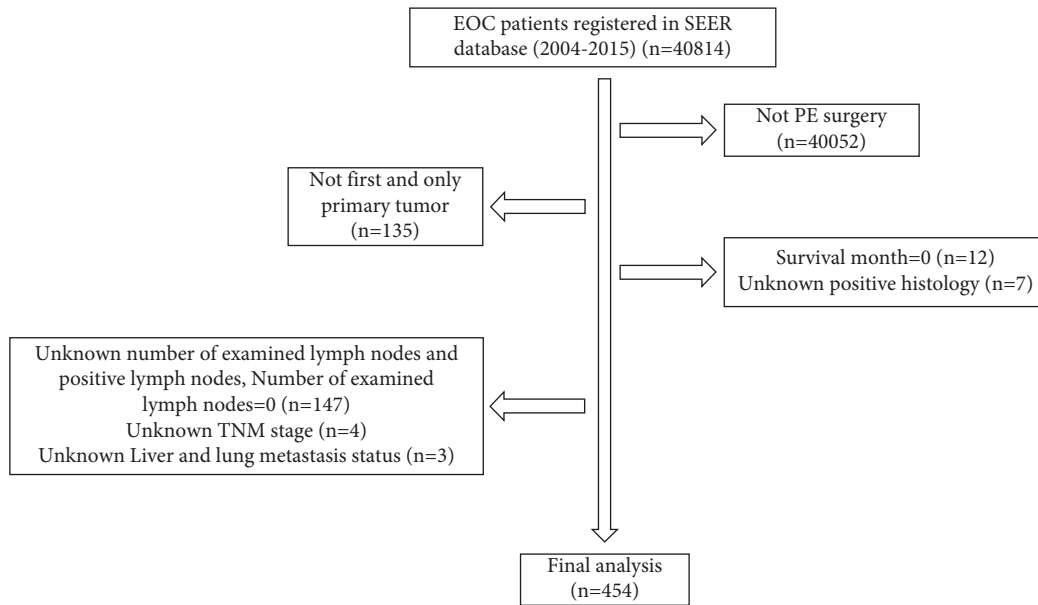 EOC patients registered in SEER
database (2004-2015) (n=40814)
Not PE surgery
(n=40052)
Not first and only
primary tumor
(n=135)
Survival month=0 (n=12)
Unknown positive histology (n=7)
Unknown number of examined lymph nodes and
positive lymph nodes, Number of examined
lymph nodes=0 (n=147)
Unknown TNM stage (n=4)
Unknown Liver and lung metastasis status (n=3)
Final analysis
(n=454)